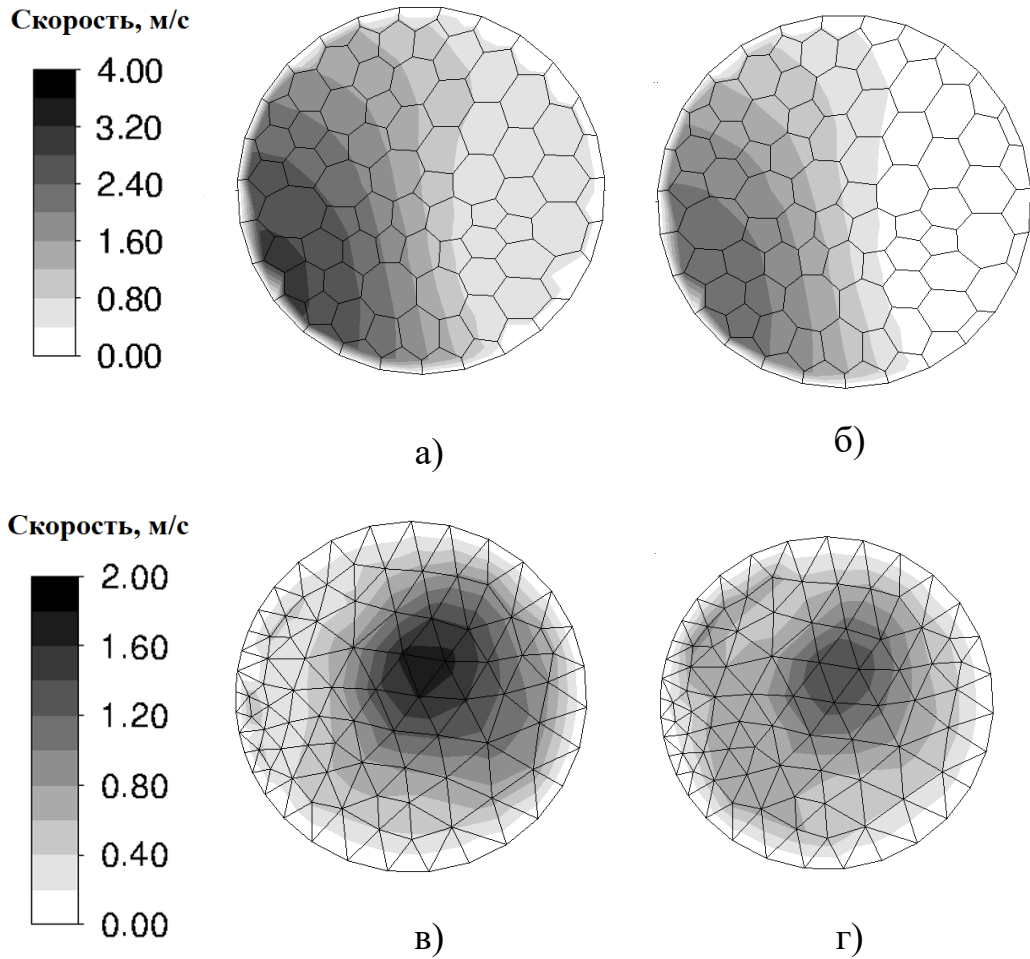 Скорость, м/с
4.00
3.20
2.40
1.60
0.80
0.00
а)
б)
Скорость, м/с
2.00
1.60
1.20
0.80
0.40
0.00
в)
г)